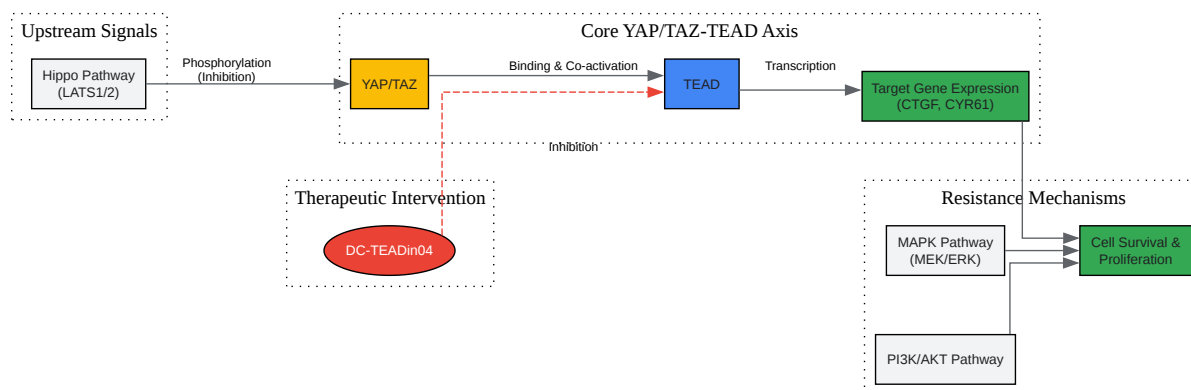 Upstream Signals
Hippo Pathway
(LATS1/2)
Phosphorylation
(Inhibition)
Core YAP/TAZ-TEAD Axis
YAP/TAZ
Binding & Co-activation
TEAD
Transcription
Target Gene Expression
(CTGF, CYR61)
Inhibition
Therapeutic Intervention
DC-TEADin04
Resistance Mechanisms
MAPK Pathway
(MEK/ERK)
Cell Survival &
Proliferation
PI3K/AKT Pathway